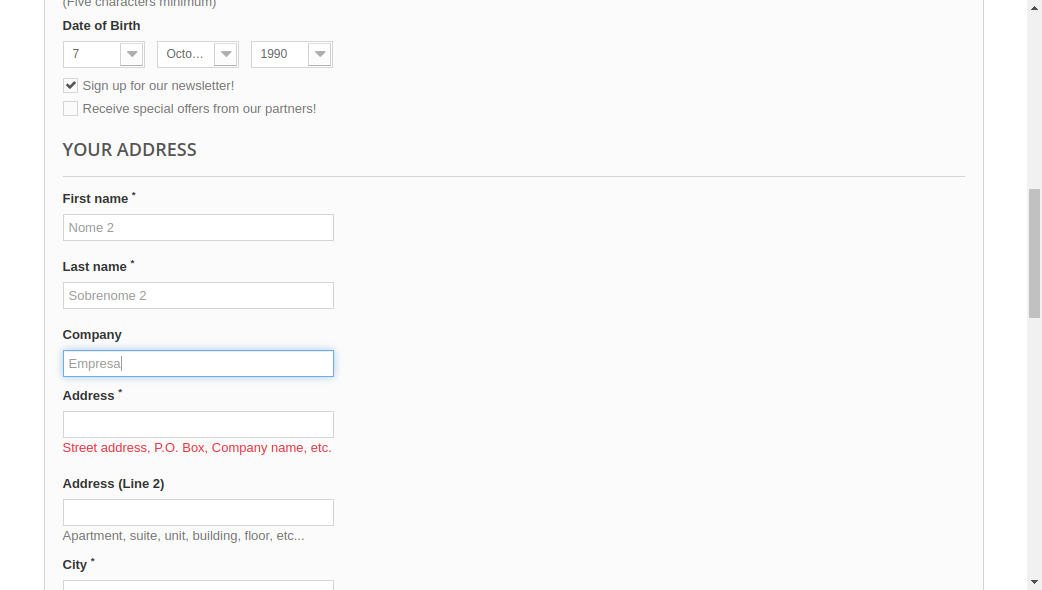 (Five characters minimum)
Date of Birth
7 Octo... 1990
Sign up for our newsletter!
Receive special offers from our partners!
YOUR ADDRESS
First name *
Nome 2
Last name *
Sobrenome 2
Company
Empresa
Address *
Street address, P.O. Box, Company name, etc.
Address (Line 2)
Apartment, suite, unit, building, floor, etc...
City *